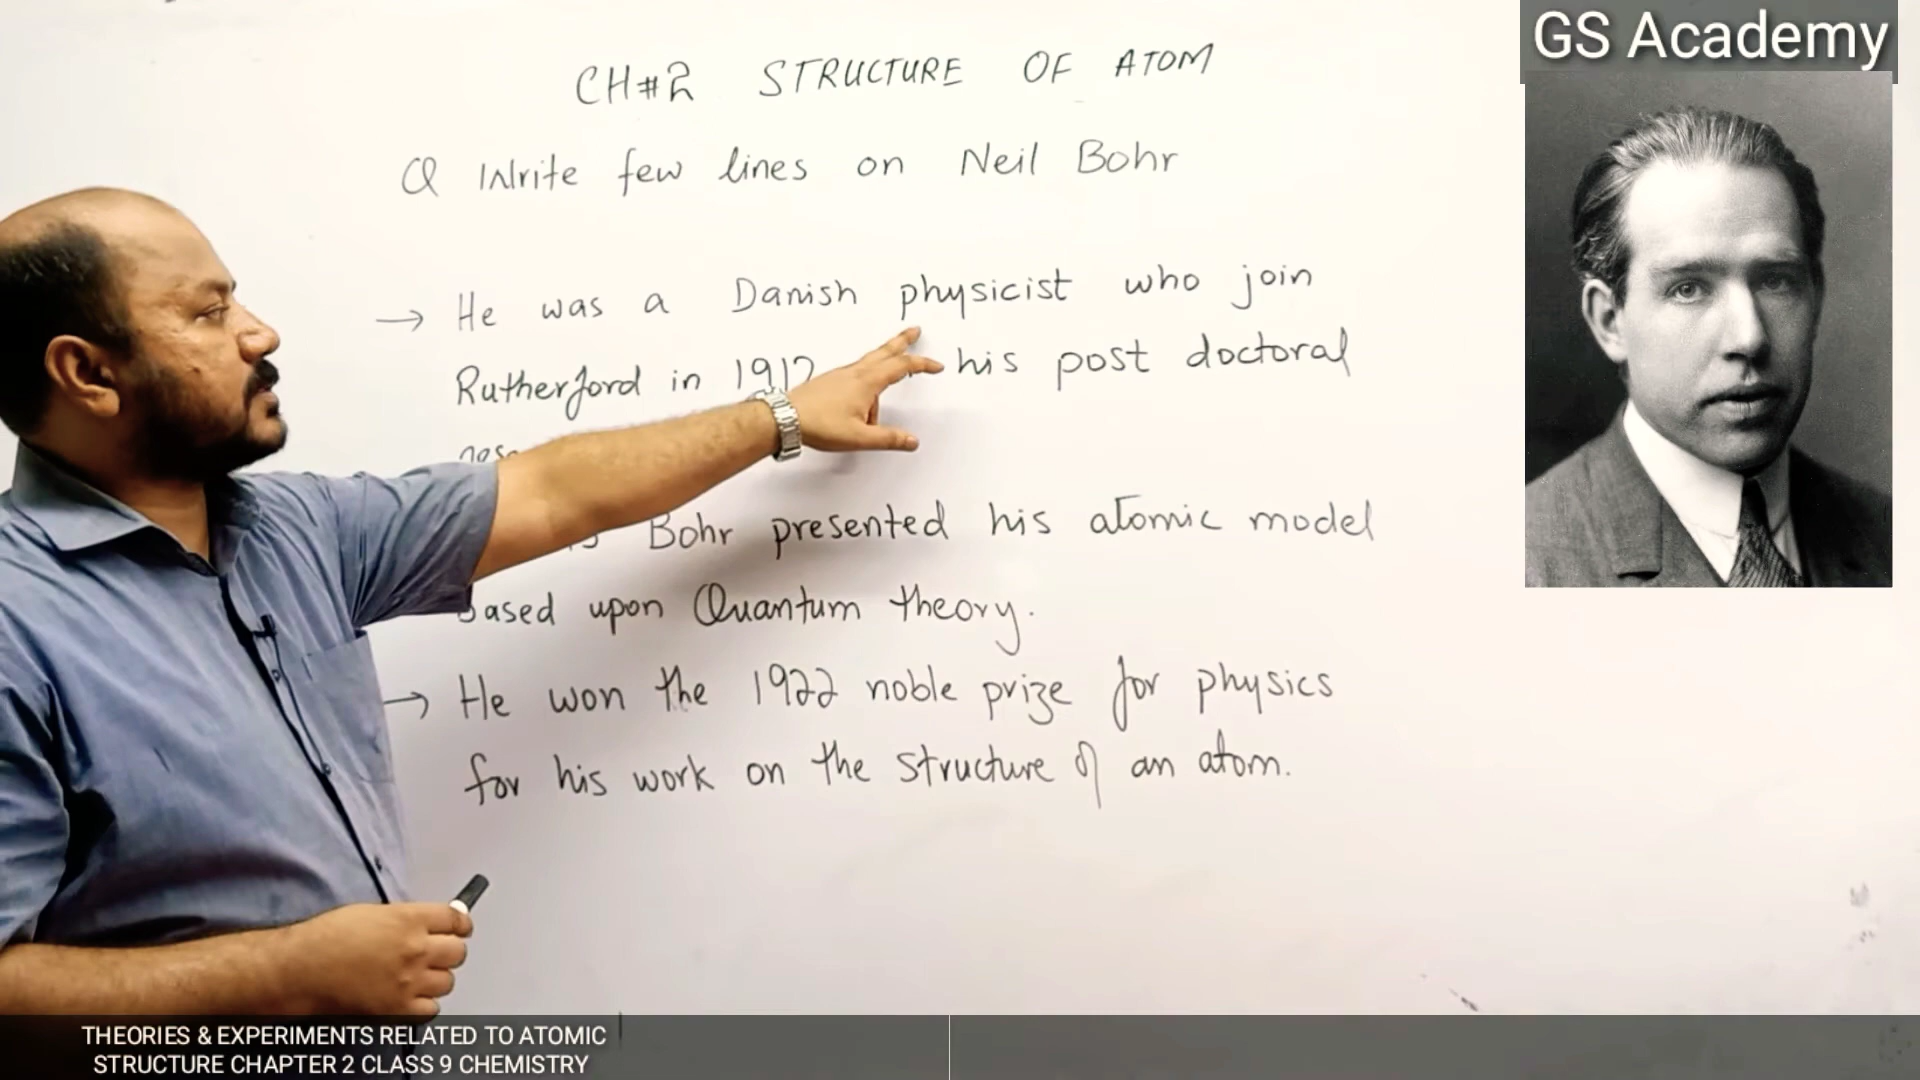 GS Academy
CH#2 STRUCTURE OF ATOM
Q Write few lines on Neil Bohr
→ He was a Danish physicist who join
Rutherford in 1912 his post doctoral
Bohr presented his atomic model
based upon Quantum theory.
→ He won the 1922 noble prize for physics
for his work on the structure of an atom.
THEORIES & EXPERIMENTS RELATED TO ATOMIC
STRUCTURE CHAPTER 2 CLASS 9 CHEMISTRY